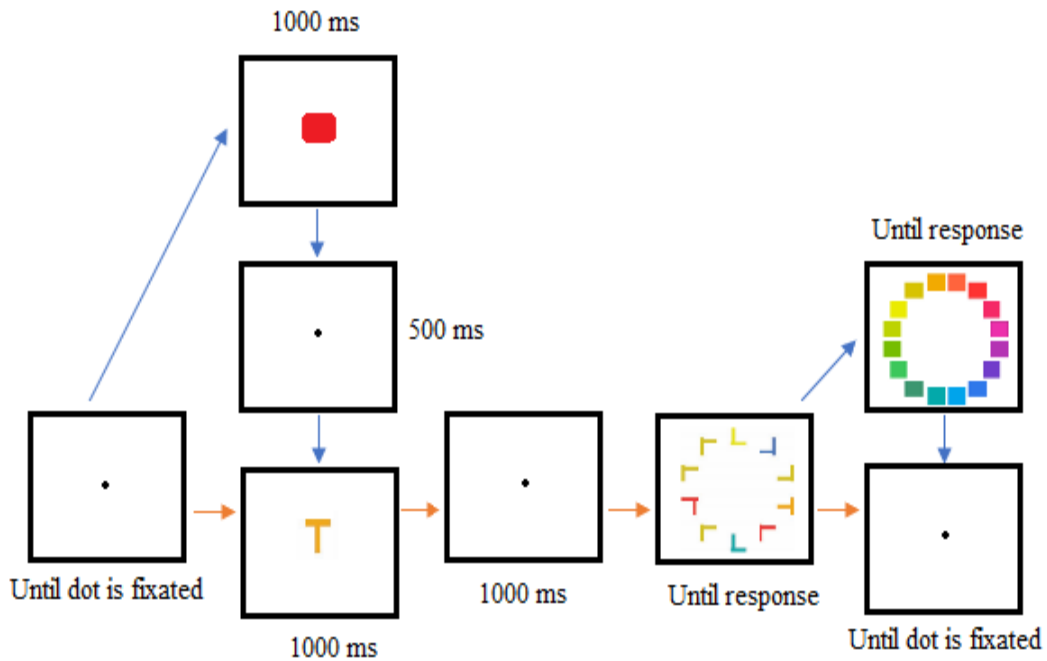 1000 ms
Until response
500 ms
Until dot is fixated
T
1000 ms
1000 ms
Until response
Until dot is fixated